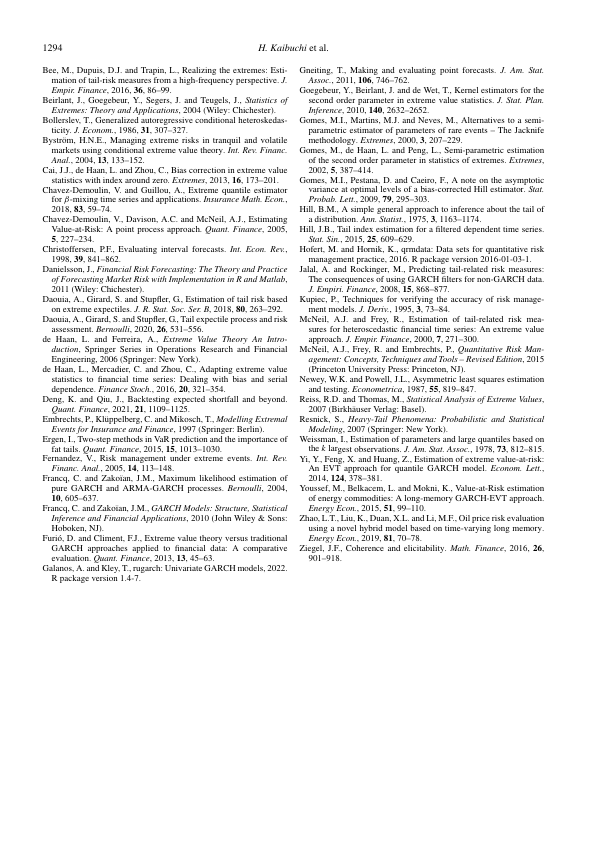 1294
H. Kaibuchi et al.
Bee, M., Dupuis, D.J. and Trapin, L., Realizing the extremes: Esti-
mation of tail-risk measures from a high-frequency perspective. J.
Empir. Finance, 2016, 36, 86–99.
Beirlant, J., Goegebeur, Y., Segers, J. and Teugels, J., Statistics of
Extremes: Theory and Applications, 2004 (Wiley: Chichester).
Bollerslev, T., Generalized autoregressive conditional heteroskedas-
ticity. J. Econom., 1986, 31, 307–327.
Byström, H.N.E., Managing extreme risks in tranquil and volatile
markets using conditional extreme value theory. Int. Rev. Financ.
Anal., 2004, 13, 133–152.
Cai, J.J., de Haan, L. and Zhou, C., Bias correction in extreme value
statistics with index around zero. Extremes, 2013, 16, 173–201.
Chavez-Demoulin, V. and Guillou, A., Extreme quantile estimator
for β-mixing time series and applications. Insurance Math. Econ.,
2018, 83, 59–74.
Chavez-Demoulin, V., Davison, A.C. and McNeil, A.J., Estimating
Value-at-Risk: A point process approach. Quant. Finance, 2005,
5, 227–234.
Christoffersen, P.F., Evaluating interval forecasts. Int. Econ. Rev.,
1998, 39, 841–862.
Danielsson, J., Financial Risk Forecasting: The Theory and Practice
of Forecasting Market Risk with Implementation in R and Matlab,
2011 (Wiley: Chichester).
Daouia, A., Girard, S. and Stupfler, G., Estimation of tail risk based
on extreme expectiles. J. R. Stat. Soc. Ser. B, 2018, 80, 263–292.
Daouia, A., Girard, S. and Stupfler, G., Tail expectile process and risk
assessment. Bernoulli, 2020, 26, 531–556.
de Haan, L. and Ferreira, A., Extreme Value Theory An Intro-
duction, Springer Series in Operations Research and Financial
Engineering, 2006 (Springer: New York).
de Haan, L., Mercadier, C. and Zhou, C., Adapting extreme value
statistics to financial time series: Dealing with bias and serial
dependence. Finance Stoch., 2016, 20, 321–354.
Deng, K. and Qiu, J., Backtesting expected shortfall and beyond.
Quant. Finance, 2021, 21, 1109–1125.
Embrechts, P., Klüppelberg, C. and Mikosch, T., Modelling Extremal
Events for Insurance and Finance, 1997 (Springer: Berlin).
Ergen, I., Two-step methods in VaR prediction and the importance of
fat tails. Quant. Finance, 2015, 15, 1013–1030.
Fernandez, V., Risk management under extreme events. Int. Rev.
Financ. Anal., 2005, 14, 113–148.
Francq, C. and Zakoïan, J.M., Maximum likelihood estimation of
pure GARCH and ARMA-GARCH processes. Bernoulli, 2004,
10, 605–637.
Francq, C. and Zakoïan, J.M., GARCH Models: Structure, Statistical
Inference and Financial Applications, 2010 (John Wiley & Sons:
Hoboken, NJ).
Furió, D. and Climent, F.J., Extreme value theory versus traditional
GARCH approaches applied to financial data: A comparative
evaluation. Quant. Finance, 2013, 13, 45–63.
Galanos, A. and Kley, T., rugarch: Univariate GARCH models, 2022.
R package version 1.4-7.
Gneiting, T., Making and evaluating point forecasts. J. Am. Stat.
Assoc., 2011, 106, 746–762.
Goegebeur, Y., Beirlant, J. and de Wet, T., Kernel estimators for the
second order parameter in extreme value statistics. J. Stat. Plan.
Inference, 2010, 140, 2632–2652.
Gomes, M.I., Martins, M.J. and Neves, M., Alternatives to a semi-
parametric estimator of parameters of rare events – The Jacknife
methodology. Extremes, 2000, 3, 207–229.
Gomes, M., de Haan, L. and Peng, L., Semi-parametric estimation
of the second order parameter in statistics of extremes. Extremes,
2002, 5, 387–414.
Gomes, M.I., Pestana, D. and Caeiro, F., A note on the asymptotic
variance at optimal levels of a bias-corrected Hill estimator. Stat.
Probab. Lett., 2009, 79, 295–303.
Hill, B.M., A simple general approach to inference about the tail of
a distribution. Ann. Statist., 1975, 3, 1163–1174.
Hill, J.B., Tail index estimation for a filtered dependent time series.
Stat. Sin., 2015, 25, 609–629.
Hofert, M. and Hornik, K., qrmdata: Data sets for quantitative risk
management practice, 2016. R package version 2016-01-03-1.
Jalal, A. and Rockinger, M., Predicting tail-related risk measures:
The consequences of using GARCH filters for non-GARCH data.
J. Empiri. Finance, 2008, 15, 868–877.
Kupiec, P., Techniques for verifying the accuracy of risk manage-
ment models. J. Deriv., 1995, 3, 73–84.
McNeil, A.J. and Frey, R., Estimation of tail-related risk mea-
sures for heteroscedastic financial time series: An extreme value
approach. J. Empir. Finance, 2000, 7, 271–300.
McNeil, A.J., Frey, R. and Embrechts, P., Quantitative Risk Man-
agement: Concepts, Techniques and Tools – Revised Edition, 2015
(Princeton University Press: Princeton, NJ).
Newey, W.K. and Powell, J.L., Asymmetric least squares estimation
and testing. Econometrica, 1987, 55, 819–847.
Reiss, R.D. and Thomas, M., Statistical Analysis of Extreme Values,
2007 (Birkhäuser Verlag: Basel).
Resnick, S., Heavy-Tail Phenomena: Probabilistic and Statistical
Modeling, 2007 (Springer: New York).
Weissman, I., Estimation of parameters and large quantiles based on
the k largest observations. J. Am. Stat. Assoc., 1978, 73, 812–815.
Yi, Y., Feng, X. and Huang, Z., Estimation of extreme value-at-risk:
An EVT approach for quantile GARCH model. Econom. Lett.,
2014, 124, 378–381.
Youssef, M., Belkacem, L. and Mokni, K., Value-at-Risk estimation
of energy commodities: A long-memory GARCH-EVT approach.
Energy Econ., 2015, 51, 99–110.
Zhao, L.T., Liu, K., Duan, X.L. and Li, M.F., Oil price risk evaluation
using a novel hybrid model based on time-varying long memory.
Energy Econ., 2019, 81, 70–78.
Ziegel, J.F., Coherence and elicitability. Math. Finance, 2016, 26,
901–918.